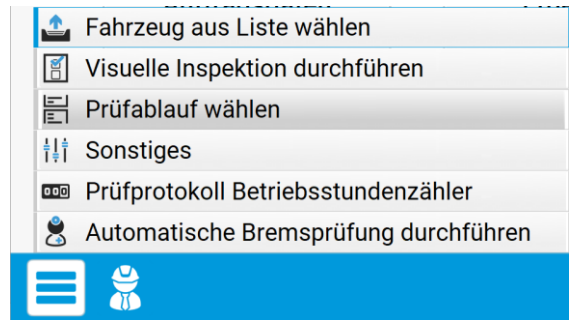 Fahrzeug aus Liste wählen
Visuelle Inspektion durchführen
Prüfablauf wählen
Sonstiges
Prüfprotokoll Betriebsstundenzähler
Automatische Bremsprüfung durchführen